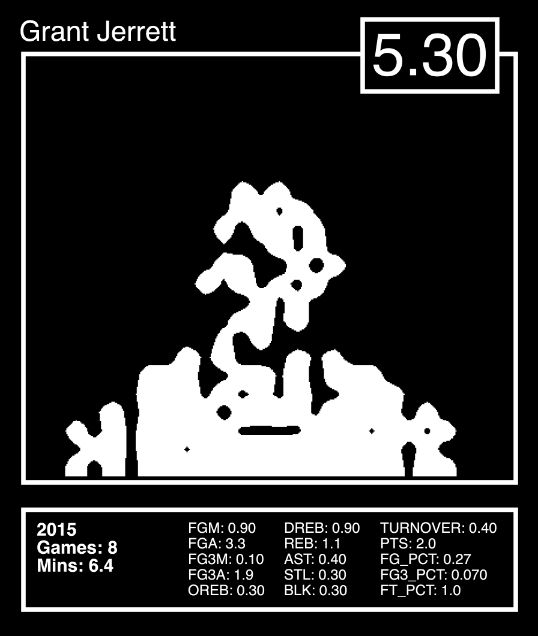 Grant Jerrett
5.30
2015
Games: 8
Mins: 6.4
FGM: 0.90
FGA: 3.3
FG3M: 0.10
FG3A: 1.9
OREB: 0.30
DREB: 0.90
REB: 1.1
AST: 0.40
STL: 0.30
BLK: 0.30
TURNOVER: 0.40
PTS: 2.0
FG_PCT: 0.27
FG3_PCT: 0.070
FT_PCT: 1.0